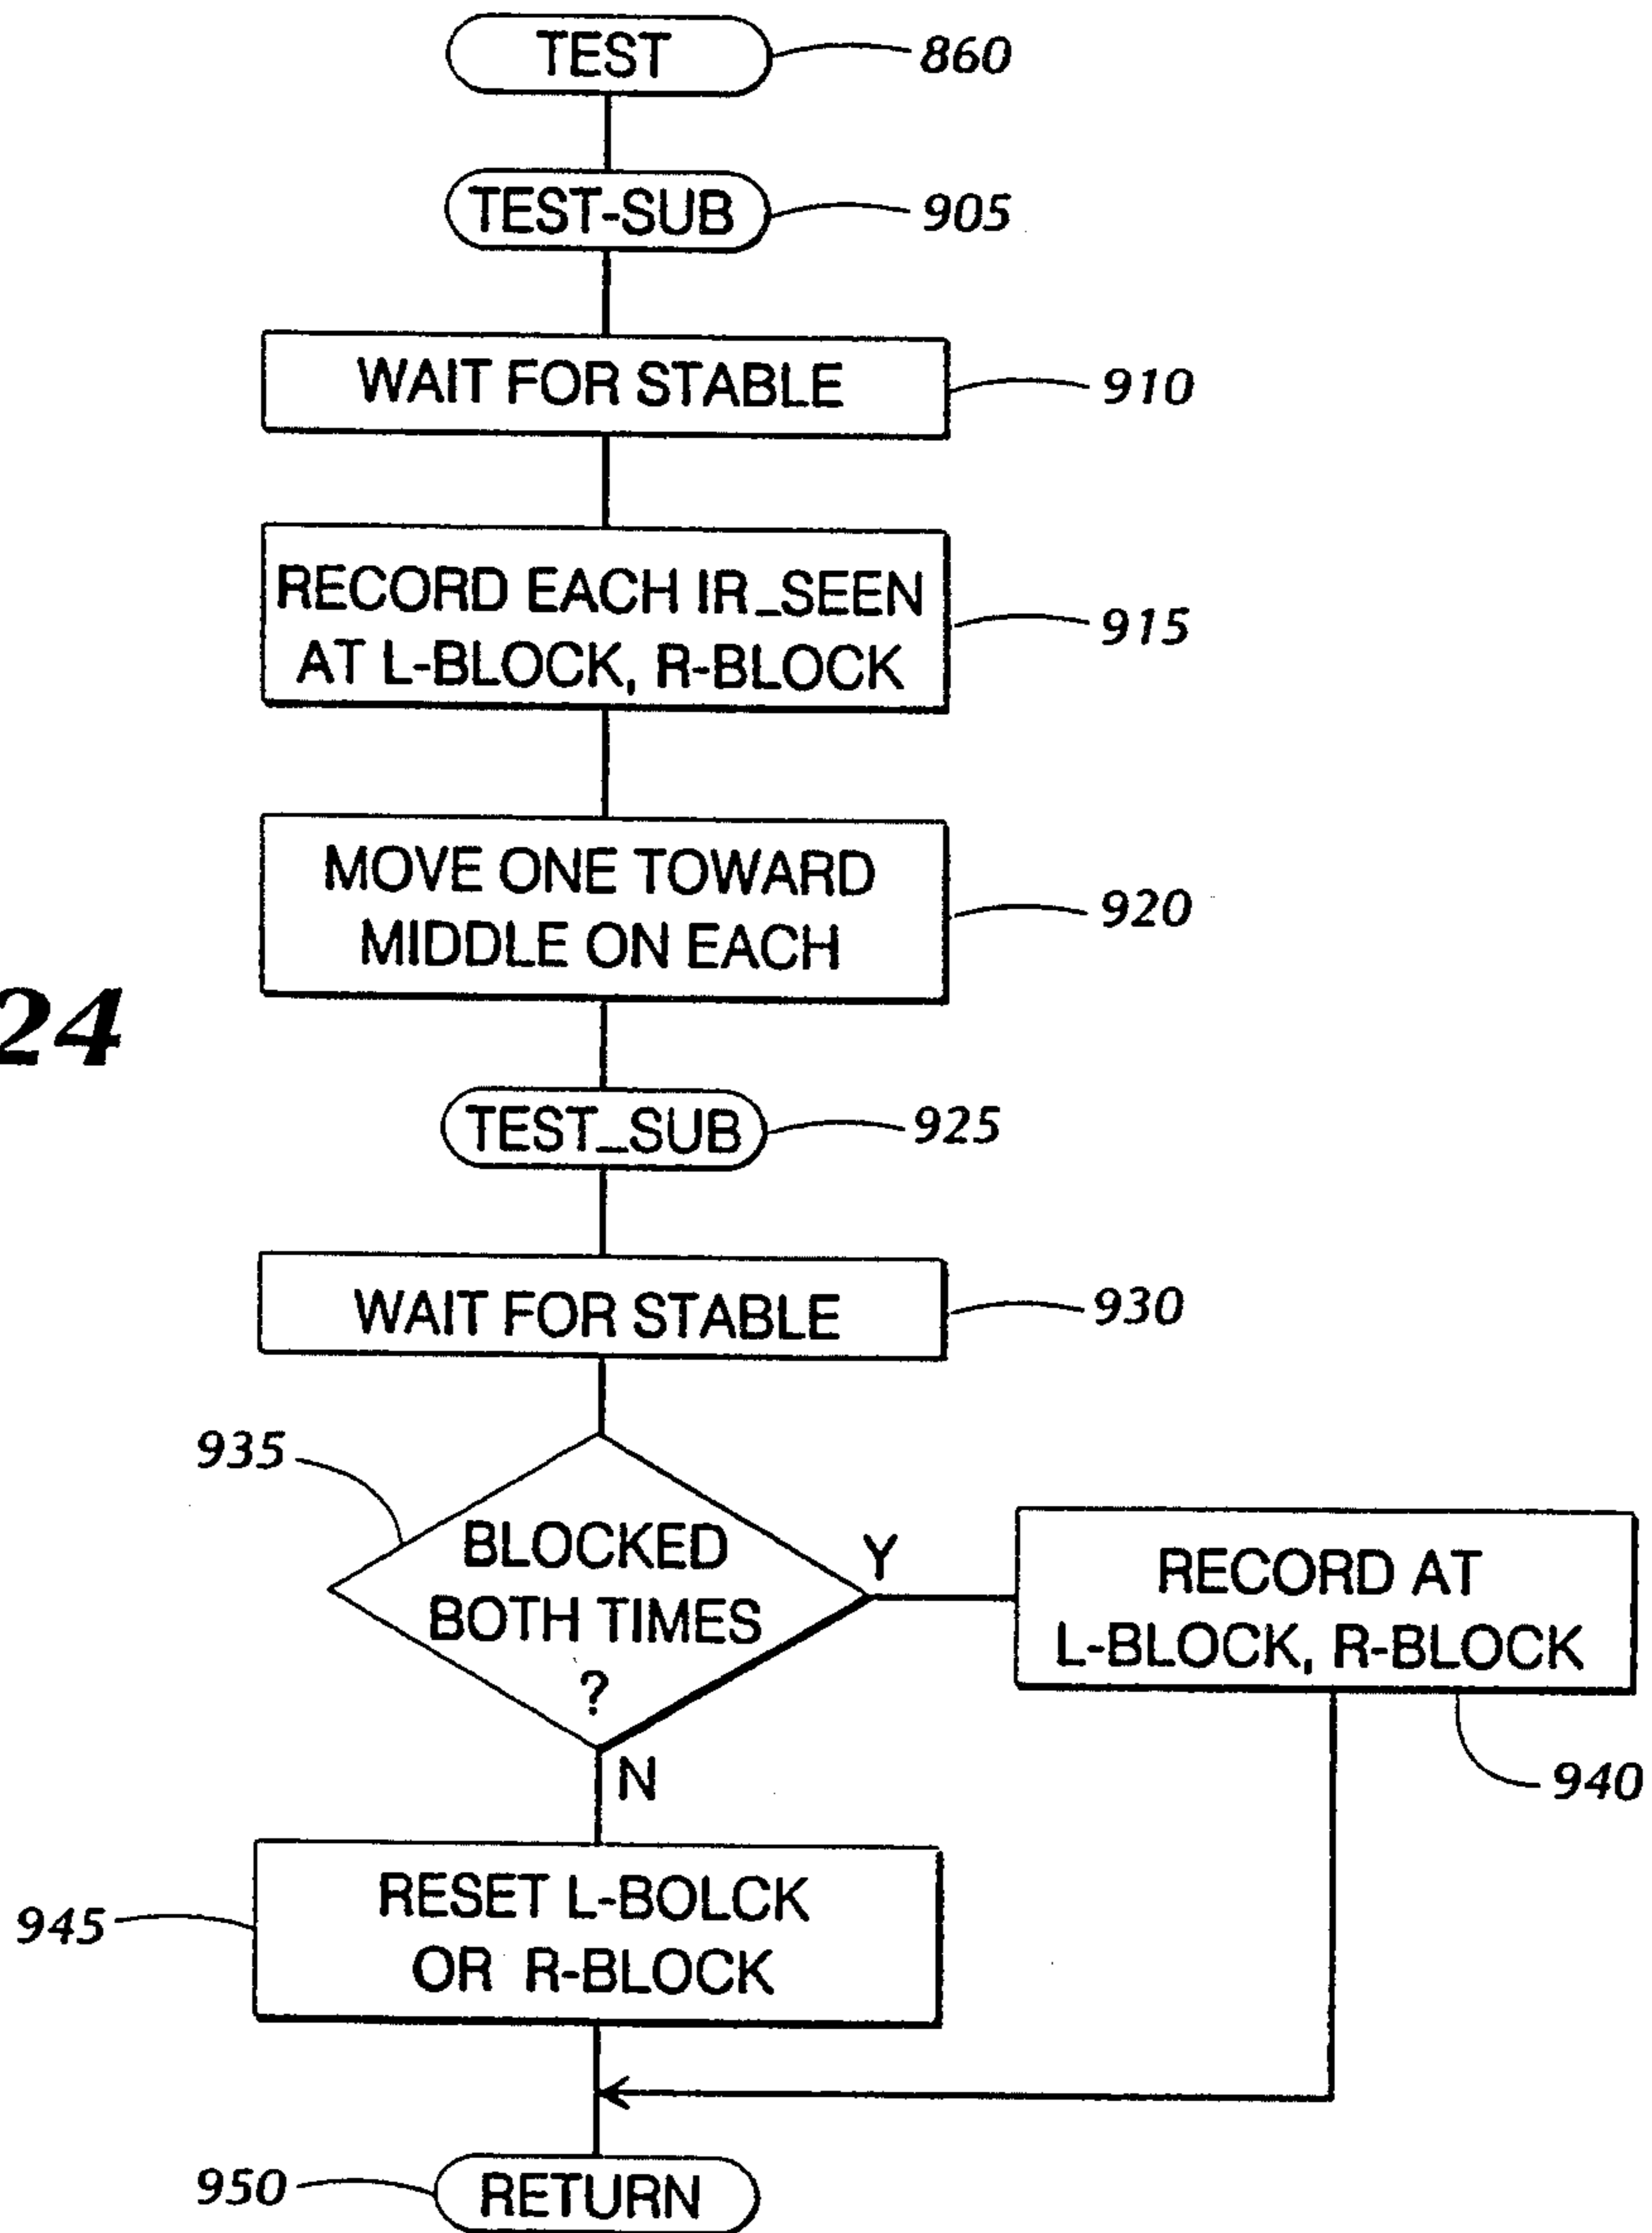 TEST
860
TEST-SUB
905
WAIT FOR STABLE
910
RECORD EACH IR_SEEN
AT L-BLOCK, R-BLOCK
915
MOVE ONE TOWARD
MIDDLE ON EACH
920
24
TEST_SUB
925
WAIT FOR STABLE
930
935
BLOCKED
BOTH TIMES
?
Y
N
RECORD AT
L-BLOCK, R-BLOCK
940
RESET L-BOLCK
OR R-BLOCK
945
950
RETURN